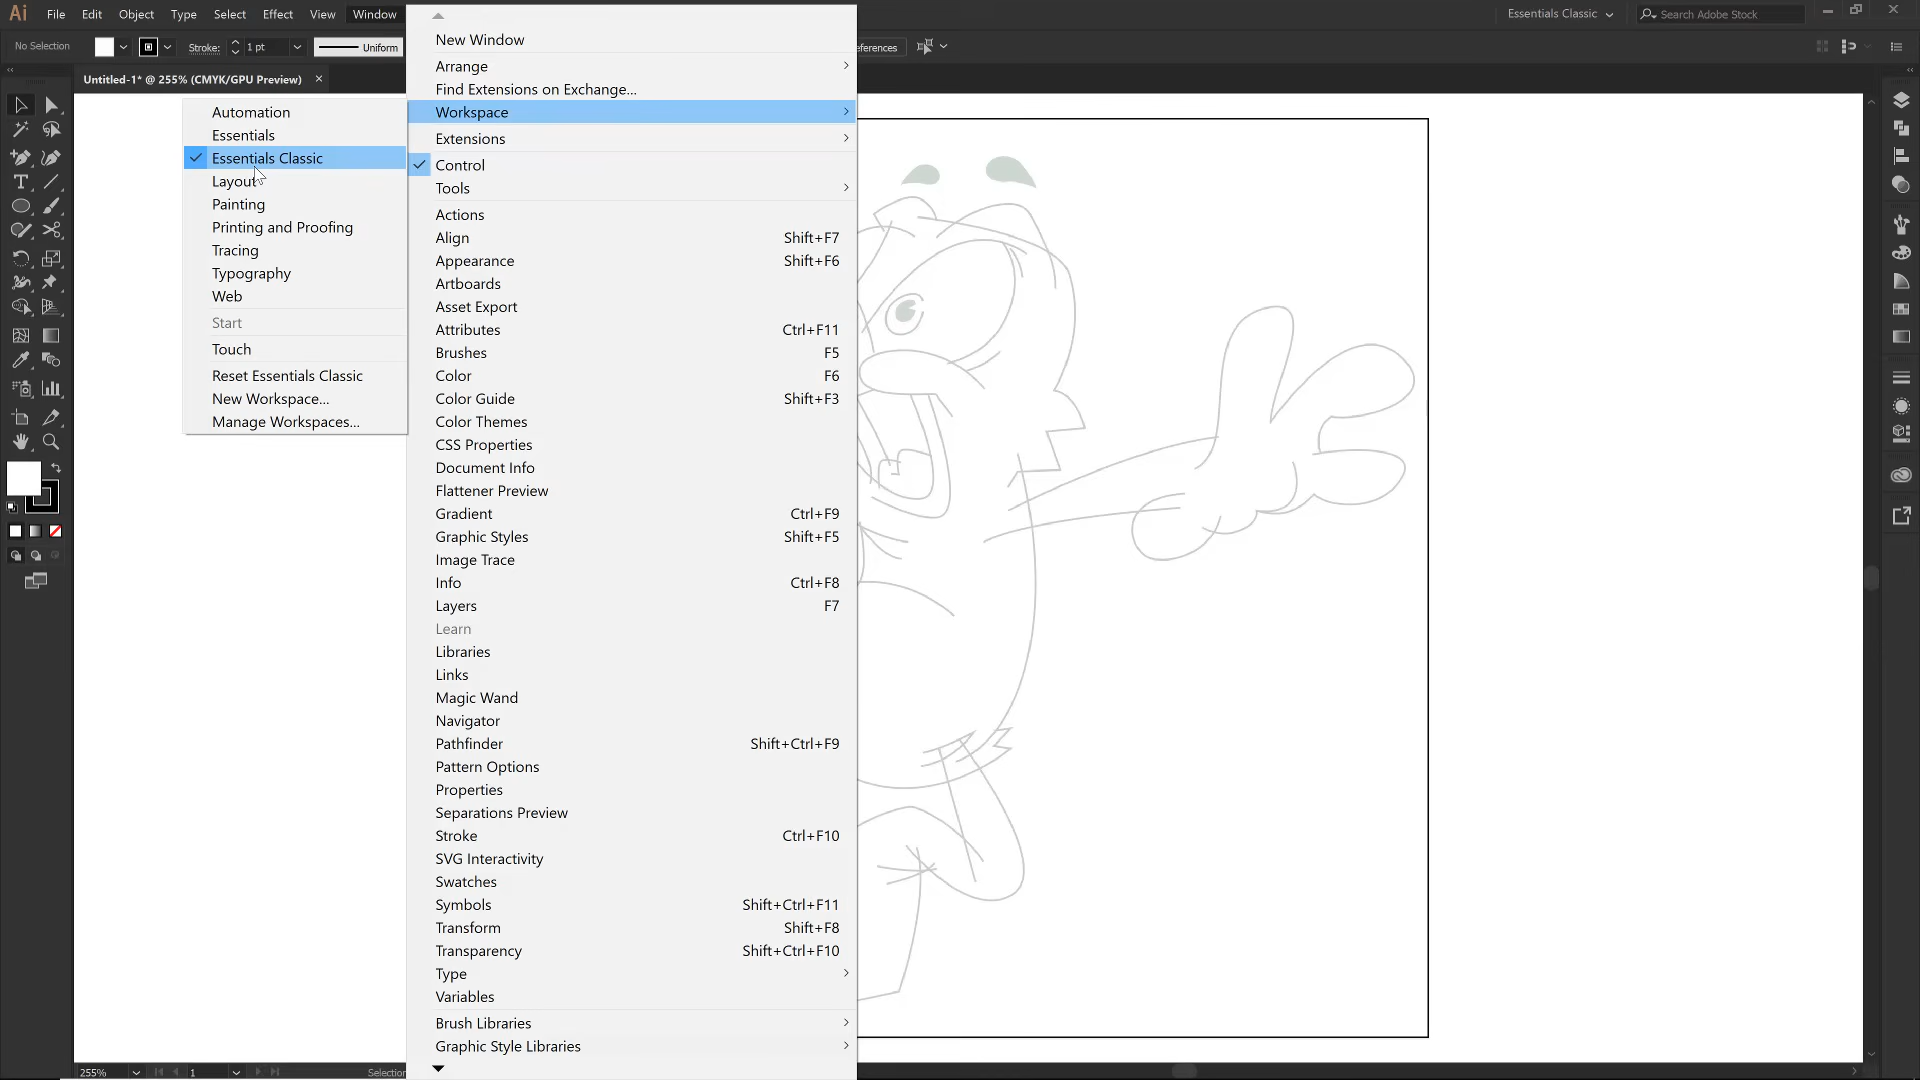 Ai File Edit Object Type Select Effect View Window Essentials Classic Search Adobe Stock
No Selection Stroke: 1 pt Uniform eferences
Untitled-1* @ 255% (CMYK/GPU Preview) ×
Automation
Essentials
Essentials Classic
Layout
Painting
Printing and Proofing
Tracing
Typography
Web
Start
Touch
Reset Essentials Classic
New Workspace...
Manage Workspaces...
New Window
Arrange
Find Extensions on Exchange...
Workspace
Extensions
Control
Tools
Actions
Align Shift+F7
Appearance Shift+F6
Artboards
Asset Export
Attributes Ctrl+F11
Brushes F5
Color F6
Color Guide Shift+F3
Color Themes
CSS Properties
Document Info
Flattener Preview
Gradient Ctrl+F9
Graphic Styles Shift+F5
Image Trace
Info Ctrl+F8
Layers F7
Learn
Libraries
Links
Magic Wand
Navigator
Pathfinder Shift+Ctrl+F9
Pattern Options
Properties
Separations Preview
Stroke Ctrl+F10
SVG Interactivity
Swatches
Symbols Shift+Ctrl+F11
Transform Shift+F8
Transparency Shift+Ctrl+F10
Type
Variables
Brush Libraries
Graphic Style Libraries
255% 1 Selection